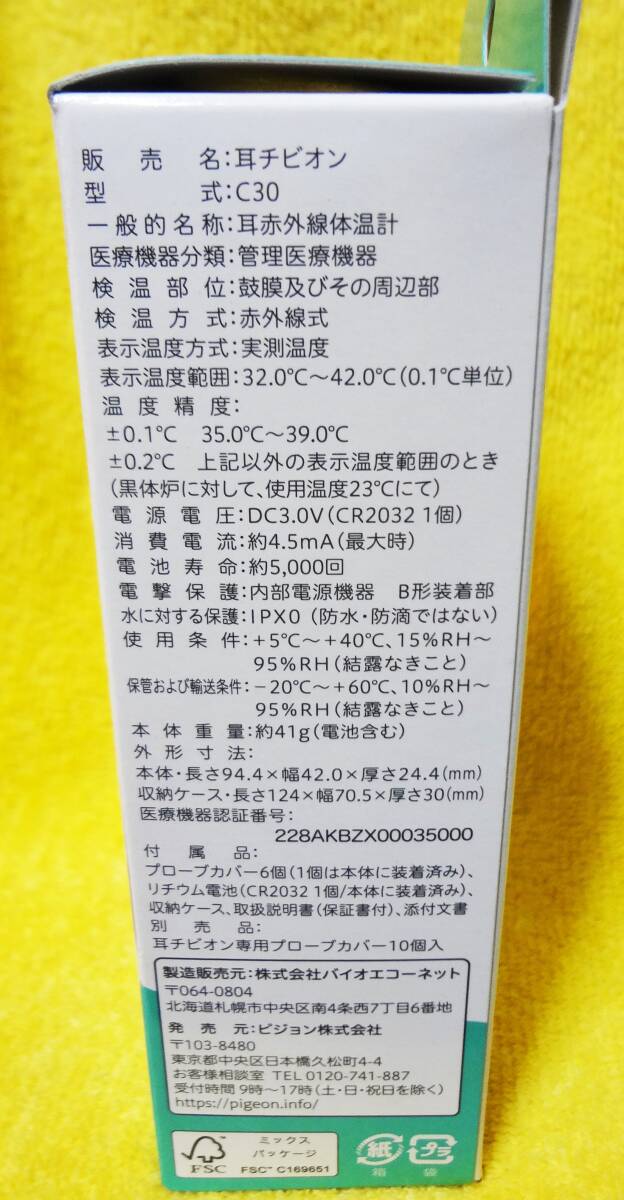 販売名：耳チビオン
型式：C30
一般的名称：耳赤外線体温計
医療機器分類：管理医療機器
検温部位：鼓膜及びその周辺部
検温方式：赤外線式
表示温度方式：実測温度
表示温度範囲：32.0℃～42.0℃（0.1℃単位）
温度精度：
±0.1℃ 35.0℃～39.0℃
±0.2℃ 上記以外の表示温度範囲のとき
（黒体炉に対して、使用温度23℃にて）
電源電圧：DC3.0V（CR2032 1個）
消費電流：約4.5mA（最大時）
電池寿命：約5,000回
電撃保護：内部電源機器 B形装着部
水に対する保護：IPX0（防水・防滴ではない）
使用条件：+5℃～+40℃、15%RH～
95%RH（結露なきこと）
保管および輸送条件：−20℃～+60℃、10%RH～
95%RH（結露なきこと）
本体重量：約41g（電池含む）
外形寸法：
本体・長さ94.4×幅42.0×厚さ24.4（mm）
収納ケース・長さ124×幅70.5×厚さ30（mm）
医療機器認証番号：
228AKBZX00035000
付属品：
プローブカバー6個（1個は本体に装着済み）、
リチウム電池（CR2032 1個/本体に装着済み）、
収納ケース、取扱説明書（保証書付）、添付文書
別売品：
耳チビオン専用プローブカバー10個入
製造販売元：株式会社バイオエコーネット
〒064-0804
北海道札幌市中央区南4条西7丁目6番地
発売元：ピジョン株式会社
〒103-8480
東京都中央区日本橋久松町4-4
お客様相談室 TEL 0120-741-887
受付時間 9時～17時（土・日・祝日を除く）
https://pigeon.info/
FSC
ミックス
パッケージ
FSC™ C169651
紙
箱
プラ
袋